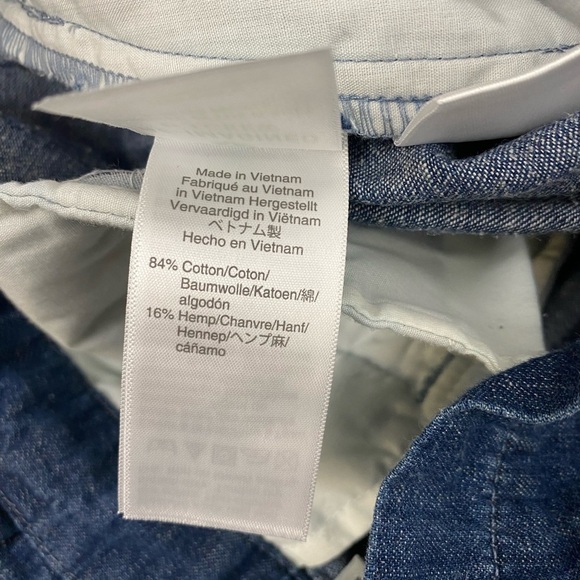 Made in Vietnam
Fabriqué au Vietnam
in Vietnam Hergestellt
Vervaardigd in Viëtnam
ベトナム製
Hecho en Vietnam
84% Cotton/Coton/
Baumwolle/Katoen/綿/
algodón
16% Hemp/Chanvre/Hanf/
Hennep/ヘンプ麻/
cáñamo